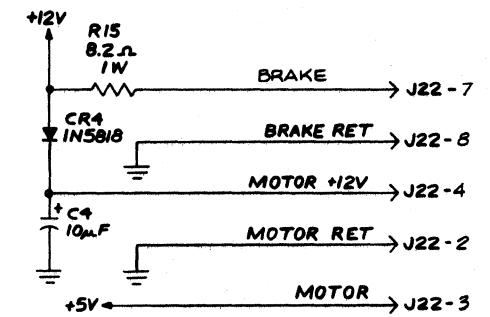 +12V
R15
8.2Ω
1W
BRAKE
J22-7
CR4
1N5818
BRAKE RET
J22-8
MOTOR +12V
J22-4
+
C4
10µF
MOTOR RET
J22-2
+5V
MOTOR
J22-3